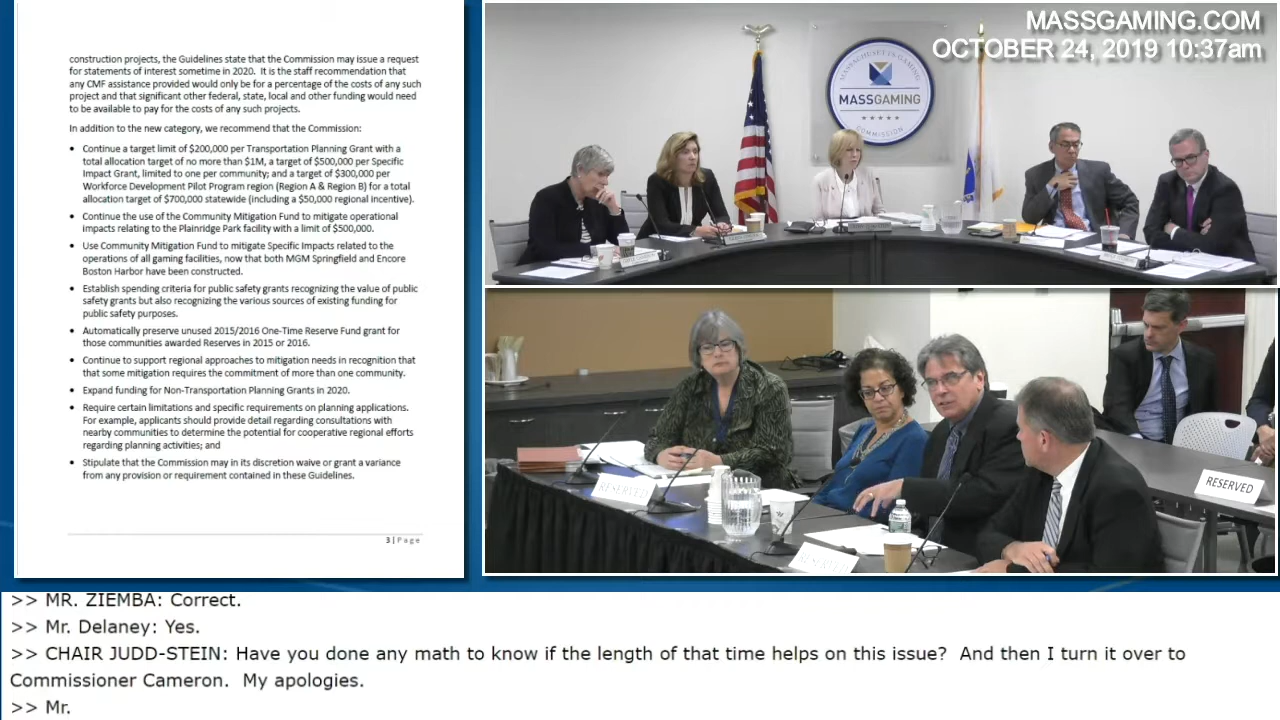 construction projects, the Guidelines state that the Commission may issue a request
for statements of interest sometime in 2020. It is the staff recommendation that
any CMF assistance provided would only be for a percentage of the costs of any such
project and that significant other federal, state, local and other funding would need
to be available to pay for the costs of any such projects.
In addition to the new category, we recommend that the Commission:
• Continue a target limit of $200,000 per Transportation Planning Grant with a
total allocation target of no more than $1M, a target of $500,000 per Specific
Impact Grant, limited to one per community; and a target of $300,000 per
Workforce Development Pilot Program region (Region A & Region B) for a total
allocation target of $700,000 statewide (including a $50,000 regional incentive).
• Continue the use of the Community Mitigation Fund to mitigate operational
impacts relating to the Plainridge Park facility with a limit of $500,000.
• Use Community Mitigation Fund to mitigate Specific Impacts related to the
operations of all gaming facilities, now that both MGM Springfield and Encore
Boston Harbor have been constructed.
• Establish spending criteria for public safety grants recognizing the value of public
safety grants but also recognizing the various sources of existing funding for
public safety purposes.
• Automatically preserve unused 2015/2016 One-Time Reserve Fund grant for
those communities awarded Reserves in 2015 or 2016.
• Continue to support regional approaches to mitigation needs in recognition that
that some mitigation requires the commitment of more than one community.
• Expand funding for Non-Transportation Planning Grants in 2020.
• Require certain limitations and specific requirements on planning applications.
For example, applicants should provide detail regarding consultations with
nearby communities to determine the potential for cooperative regional efforts
regarding planning activities; and
• Stipulate that the Commission may in its discretion waive or grant a variance
from any provision or requirement contained in these Guidelines.
3 | Page
MASSGAMING.COM
OCTOBER 24, 2019 10:37am
MASSACHUSETTS GAMING
MASSGAMING
COMMISSION
RESERVED
RESERVED
RESERVED
>> MR. ZIEMBA: Correct.
>> Mr. Delaney: Yes.
>> CHAIR JUDD-STEIN: Have you done any math to know if the length of that time helps on this issue? And then I turn it over to
Commissioner Cameron. My apologies.
>> Mr.